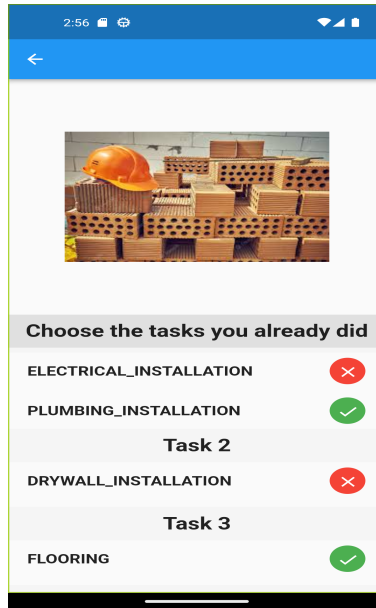 2:56
Choose the tasks you already did
ELECTRICAL_INSTALLATION
PLUMBING_INSTALLATION
Task 2
DRYWALL_INSTALLATION
Task 3
FLOORING